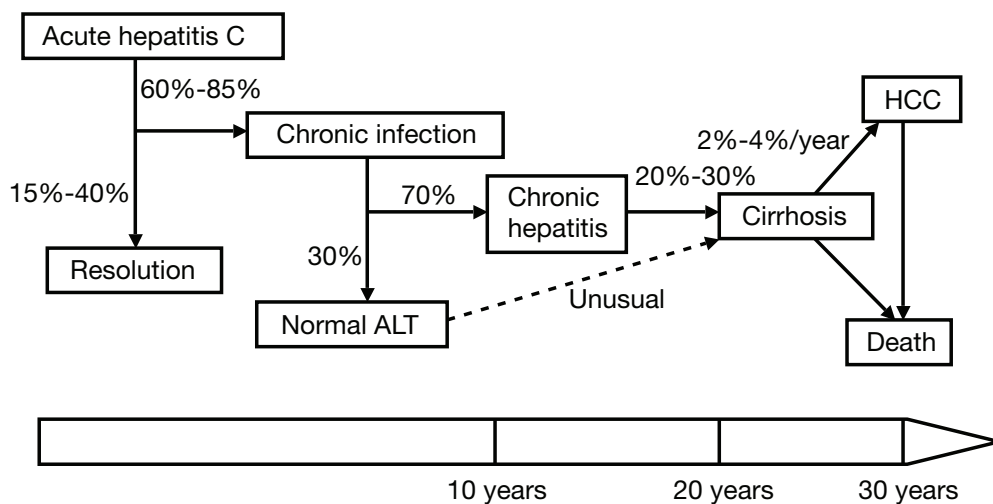 Acute hepatitis C
60%-85%
HCC
Chronic infection
2%-4%/year
15%-40%
70%
20%-30%
Chronic
hepatitis
Cirrhosis
Resolution
30%
Unusual
Normal ALT
Death
10 years
20 years
30 years